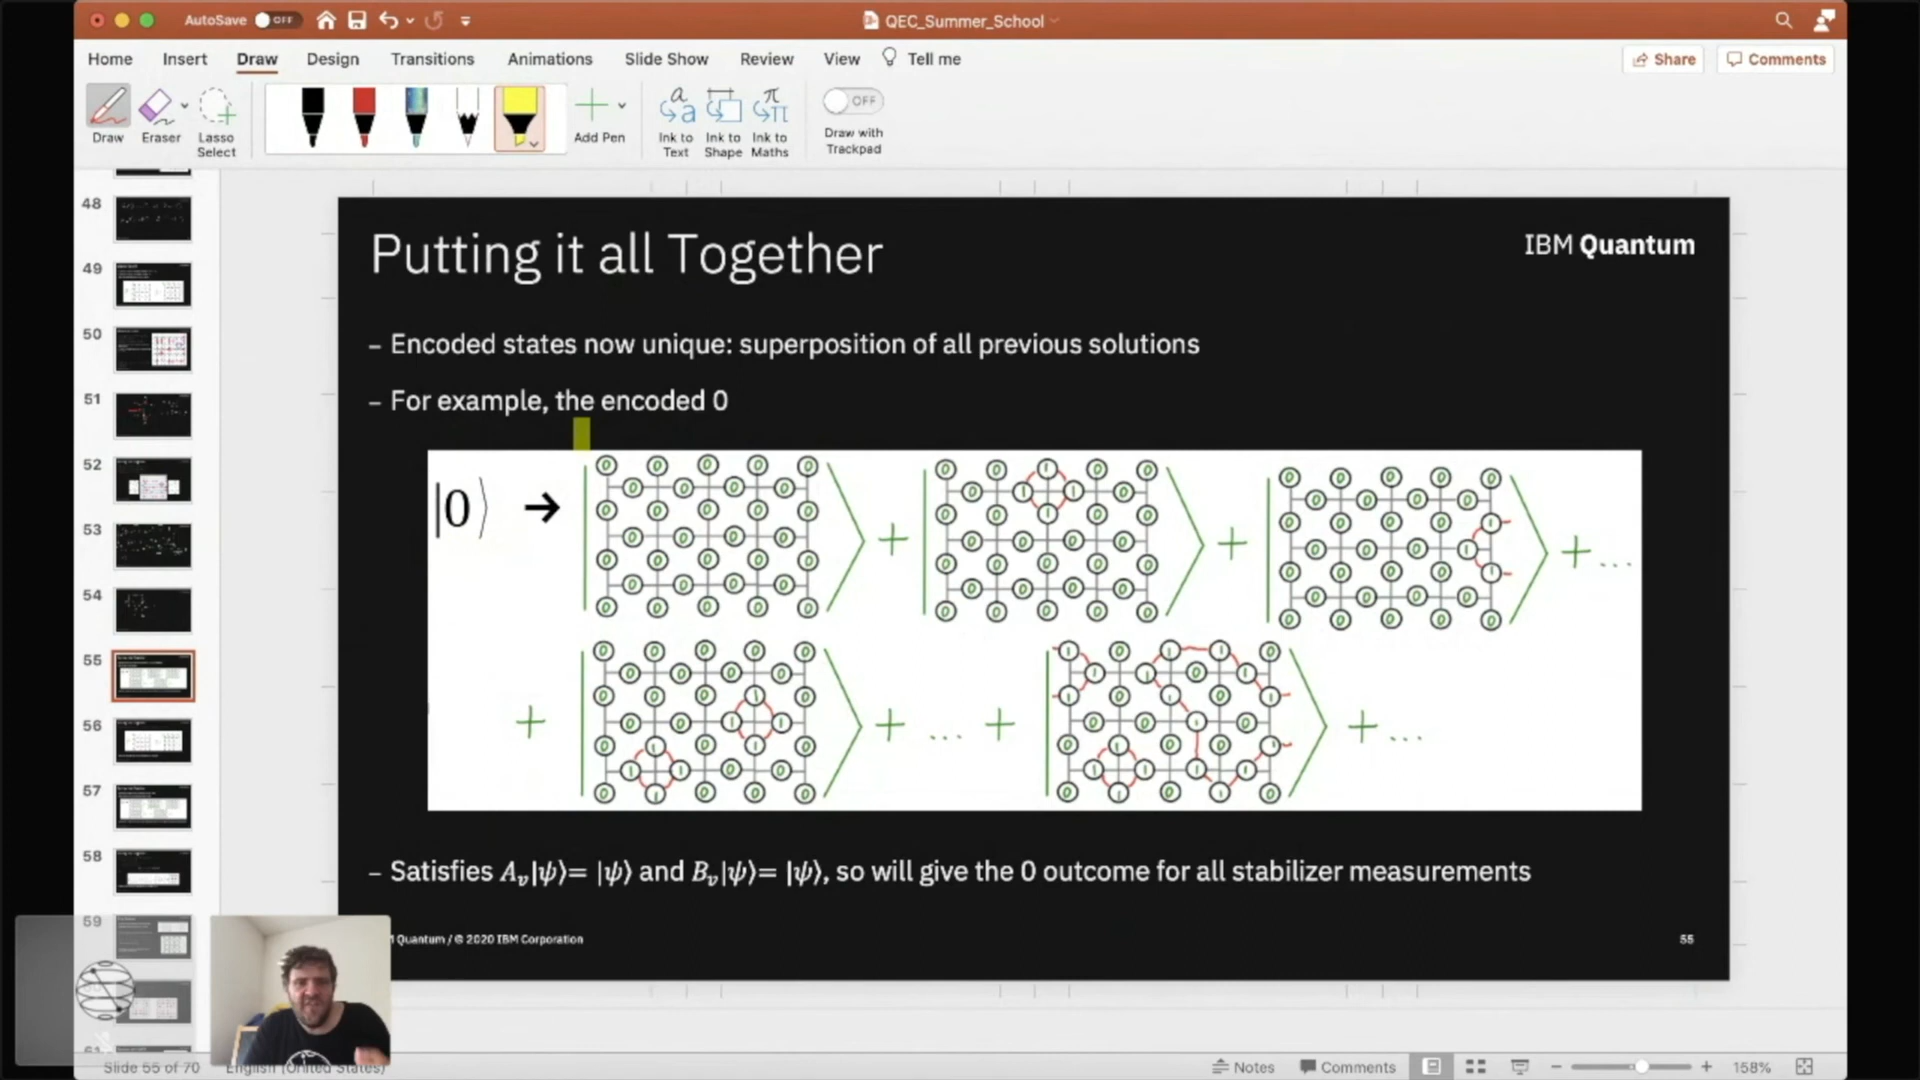 AutoSave OFF
QEC_Summer_School
Home Insert Draw Design Transitions Animations Slide Show Review View Tell me
Share Comments
Draw Eraser Lasso Select Add Pen Ink to Text Ink to Shape Ink to Maths Draw with Trackpad
OFF
48
49
50
51
52
53
54
55
56
57
58
59
Putting it all Together
IBM Quantum
– Encoded states now unique: superposition of all previous solutions
– For example, the encoded 0
|0⟩ → + + + ...
+ + ... + + ...
– Satisfies A_v|ψ⟩= |ψ⟩ and B_v|ψ⟩= |ψ⟩, so will give the 0 outcome for all stabilizer measurements
Quantum / © 2020 IBM Corporation
55
Slide 55 of 70 English (United States)
Notes Comments 158%